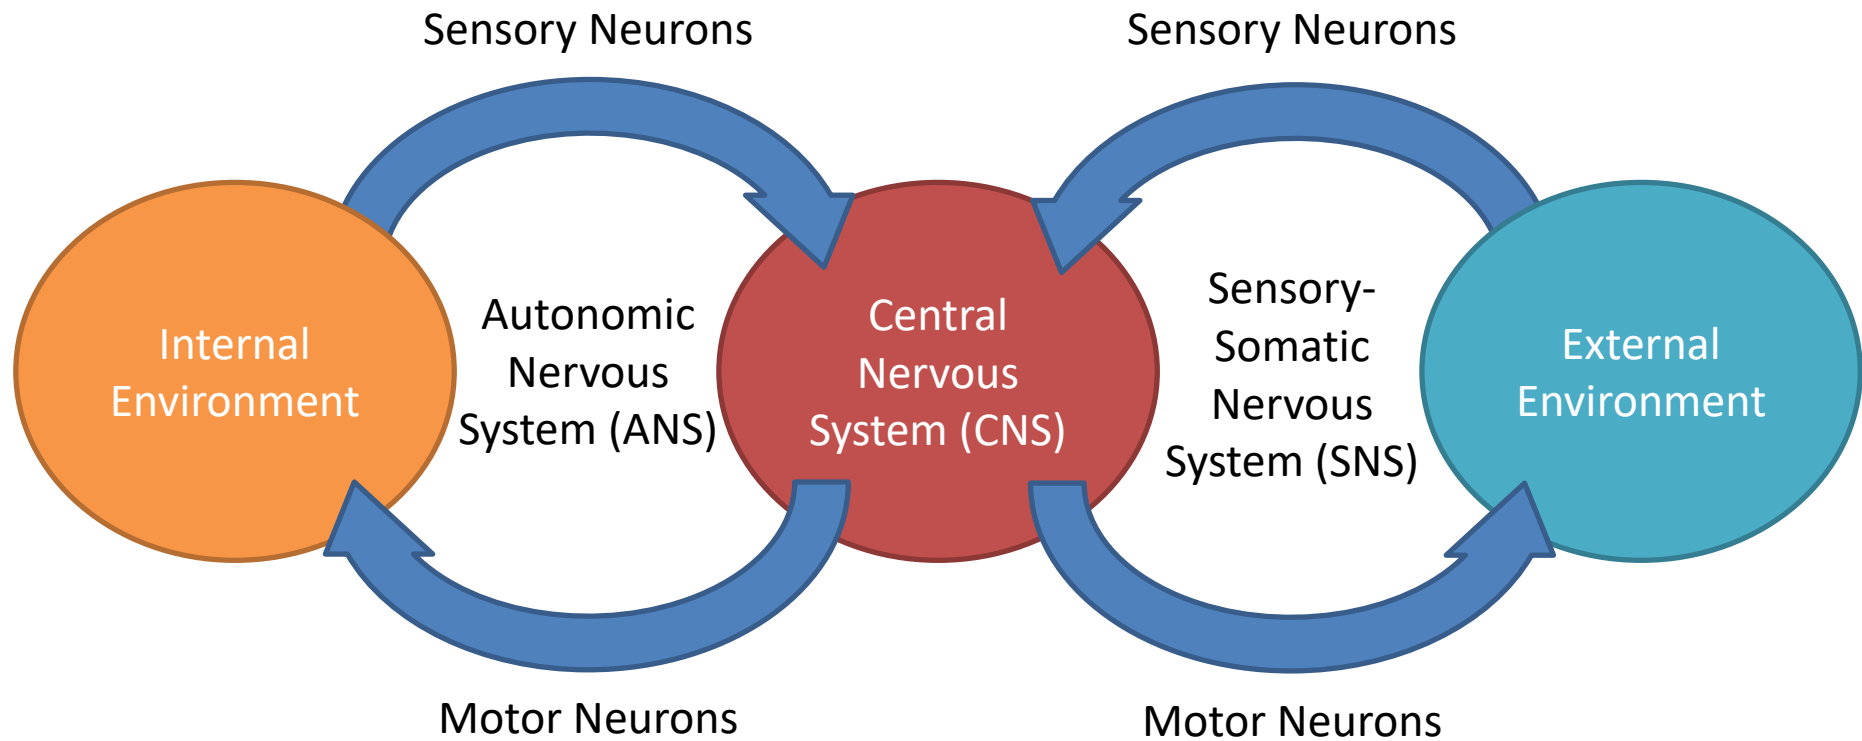 Sensory Neurons
Sensory Neurons
Internal
Environment
Autonomic
Nervous
System (ANS)
Central
Nervous
System (CNS)
Sensory-
Somatic
Nervous
System (SNS)
External
Environment
Motor Neurons
Motor Neurons